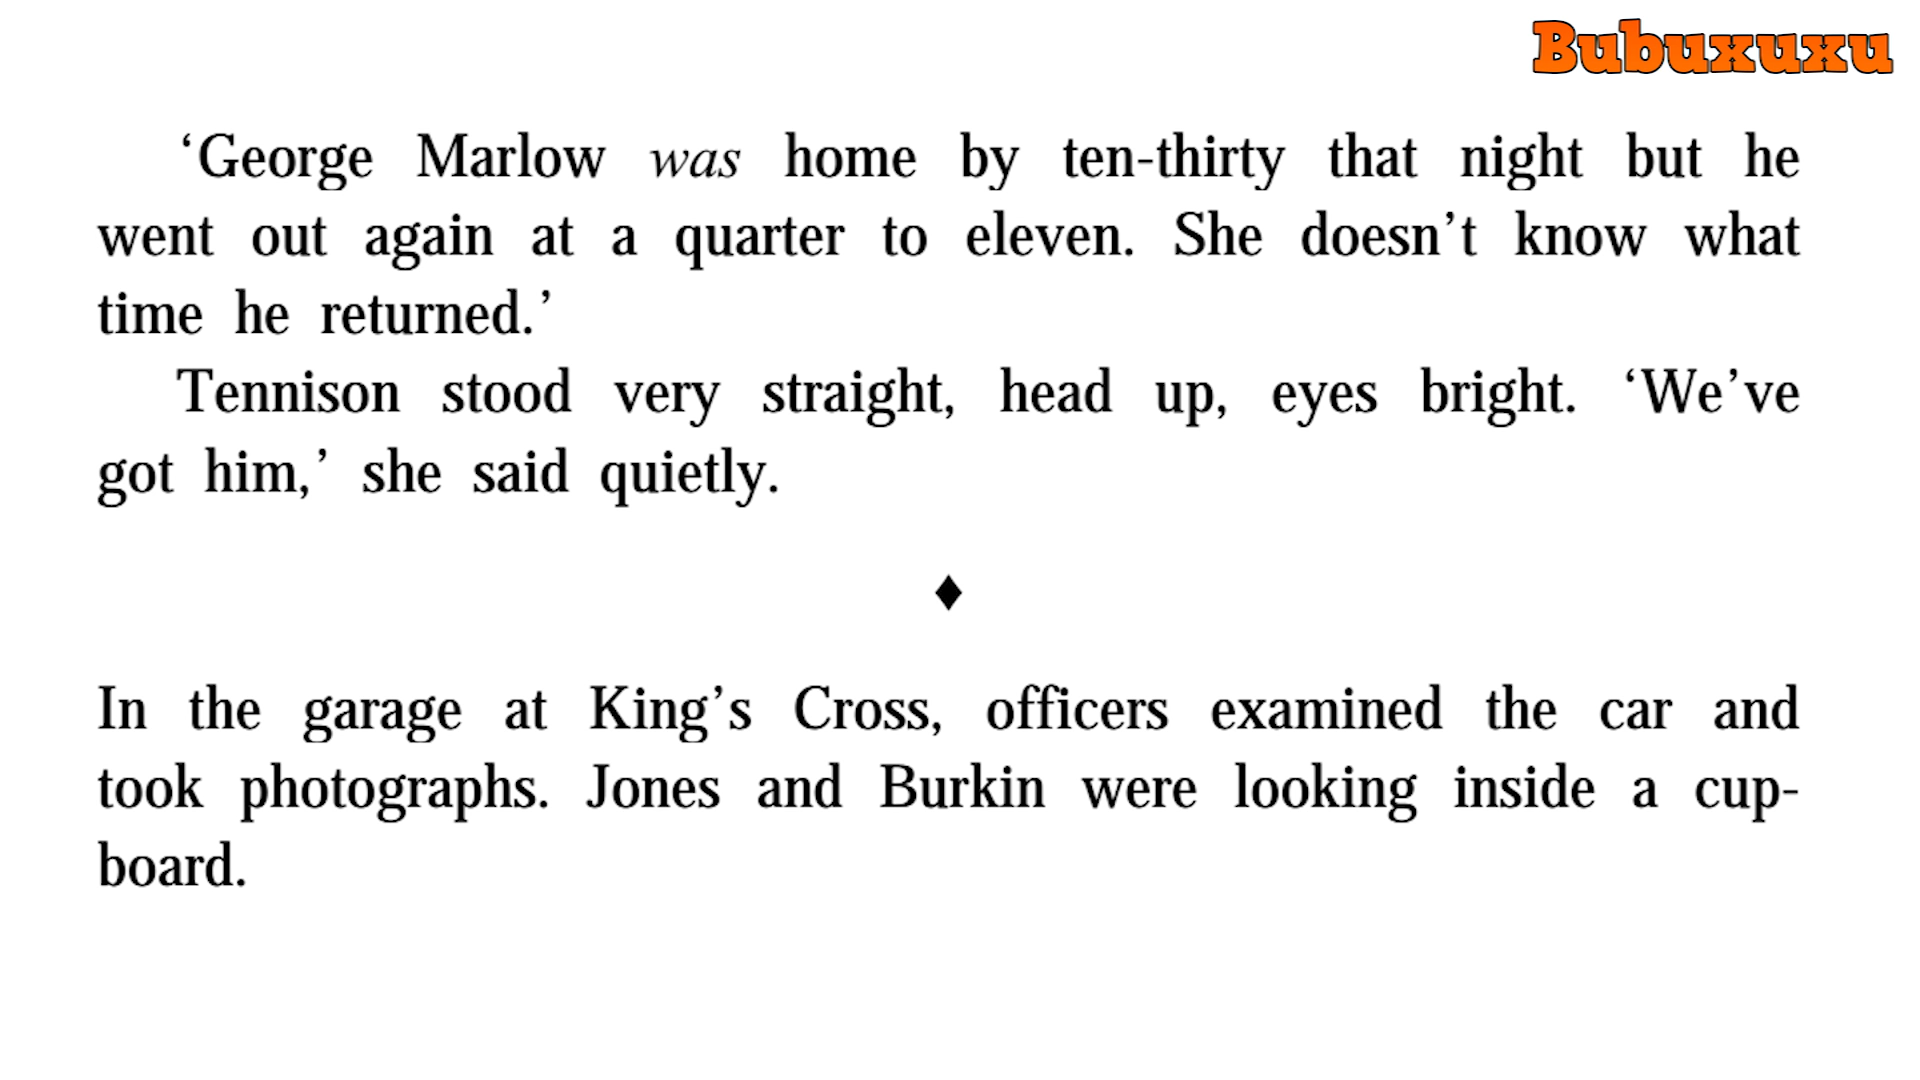 Bubuxuxu
‘George Marlow was home by ten-thirty that night but he
went out again at a quarter to eleven. She doesn’t know what
time he returned.’
Tennison stood very straight, head up, eyes bright. ‘We’ve
got him,’ she said quietly.
♦
In the garage at King’s Cross, officers examined the car and
took photographs. Jones and Burkin were looking inside a cup-
board.